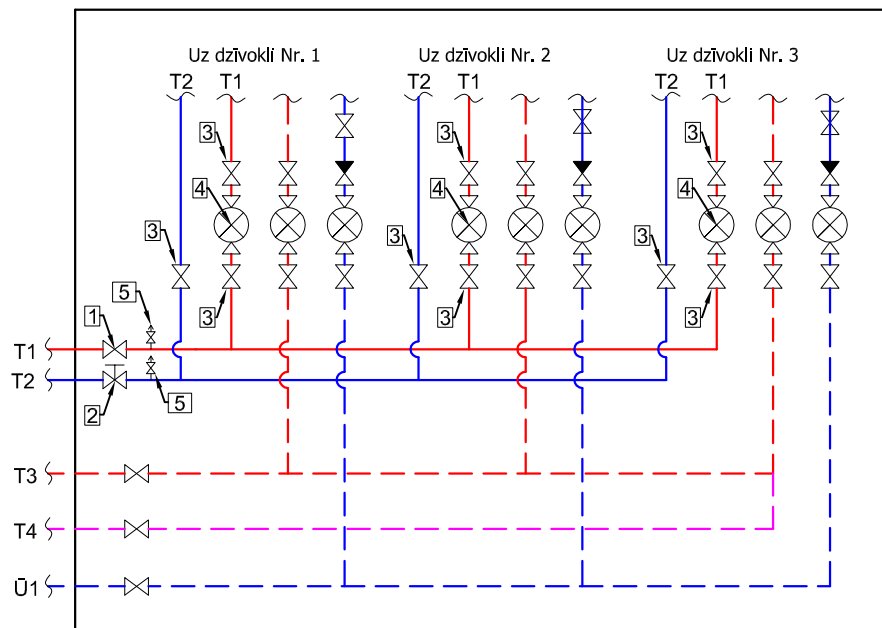 Uz dzīvokli Nr. 1
Uz dzīvokli Nr. 2
Uz dzīvokli Nr. 3
T2 T1 T2 T1 T2 T1
3 3 3
4 4 4
3 3 3
5
1 3 3 3
T1
T2
2 5
T3
T4
Ū1